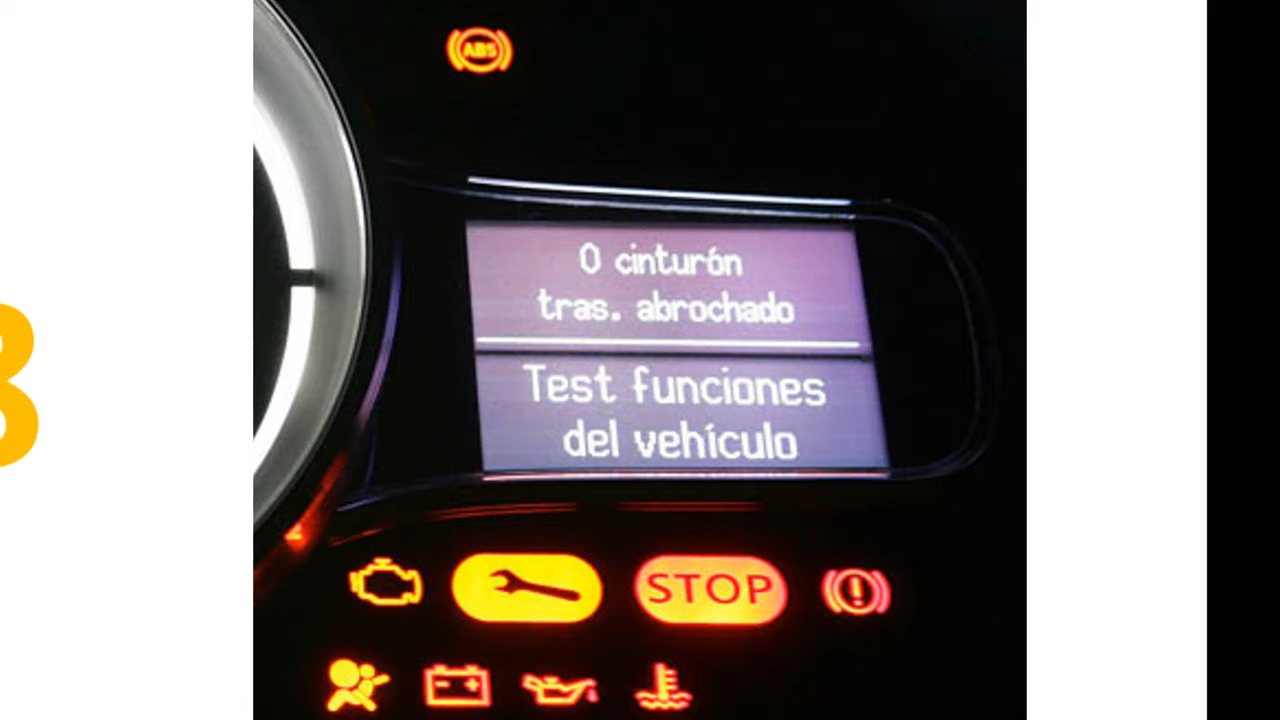 ABS
0 cinturón
tras. abrochado
Test funciones
del vehículo
STOP